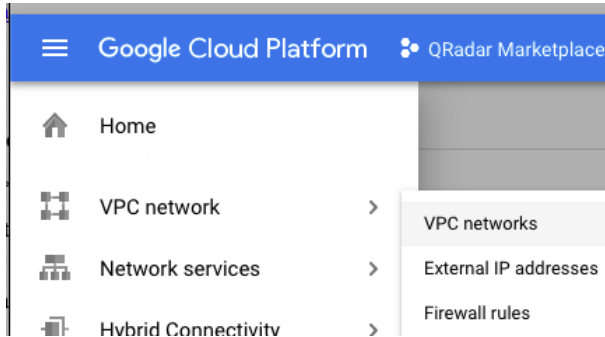 Google Cloud Platform QRadar Marketplace
Home
VPC network
VPC networks
Network services
External IP addresses
Firewall rules
Hybrid Connectivity